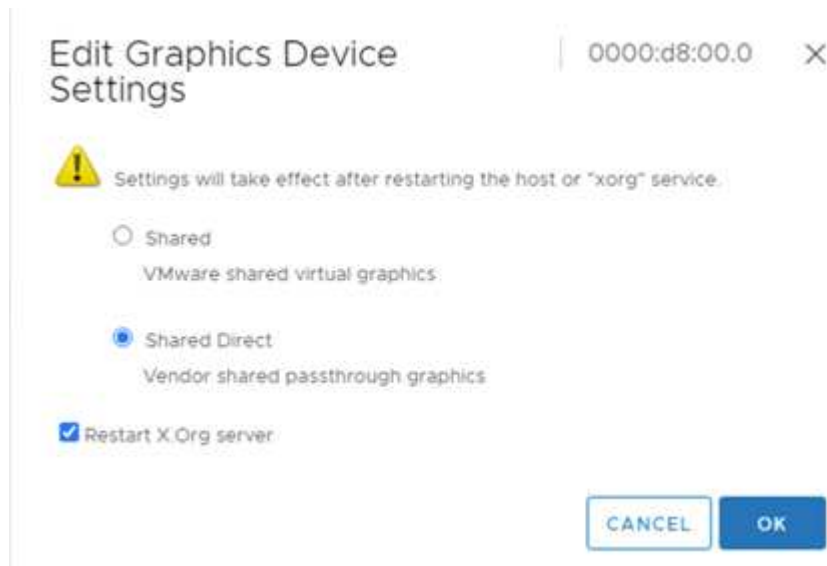 Edit Graphics Device
Settings
0000:d8:00.0
Settings will take effect after restarting the host or "xorg" service.
Shared
VMware shared virtual graphics
Shared Direct
Vendor shared passthrough graphics
Restart X.Org server
CANCEL
OK